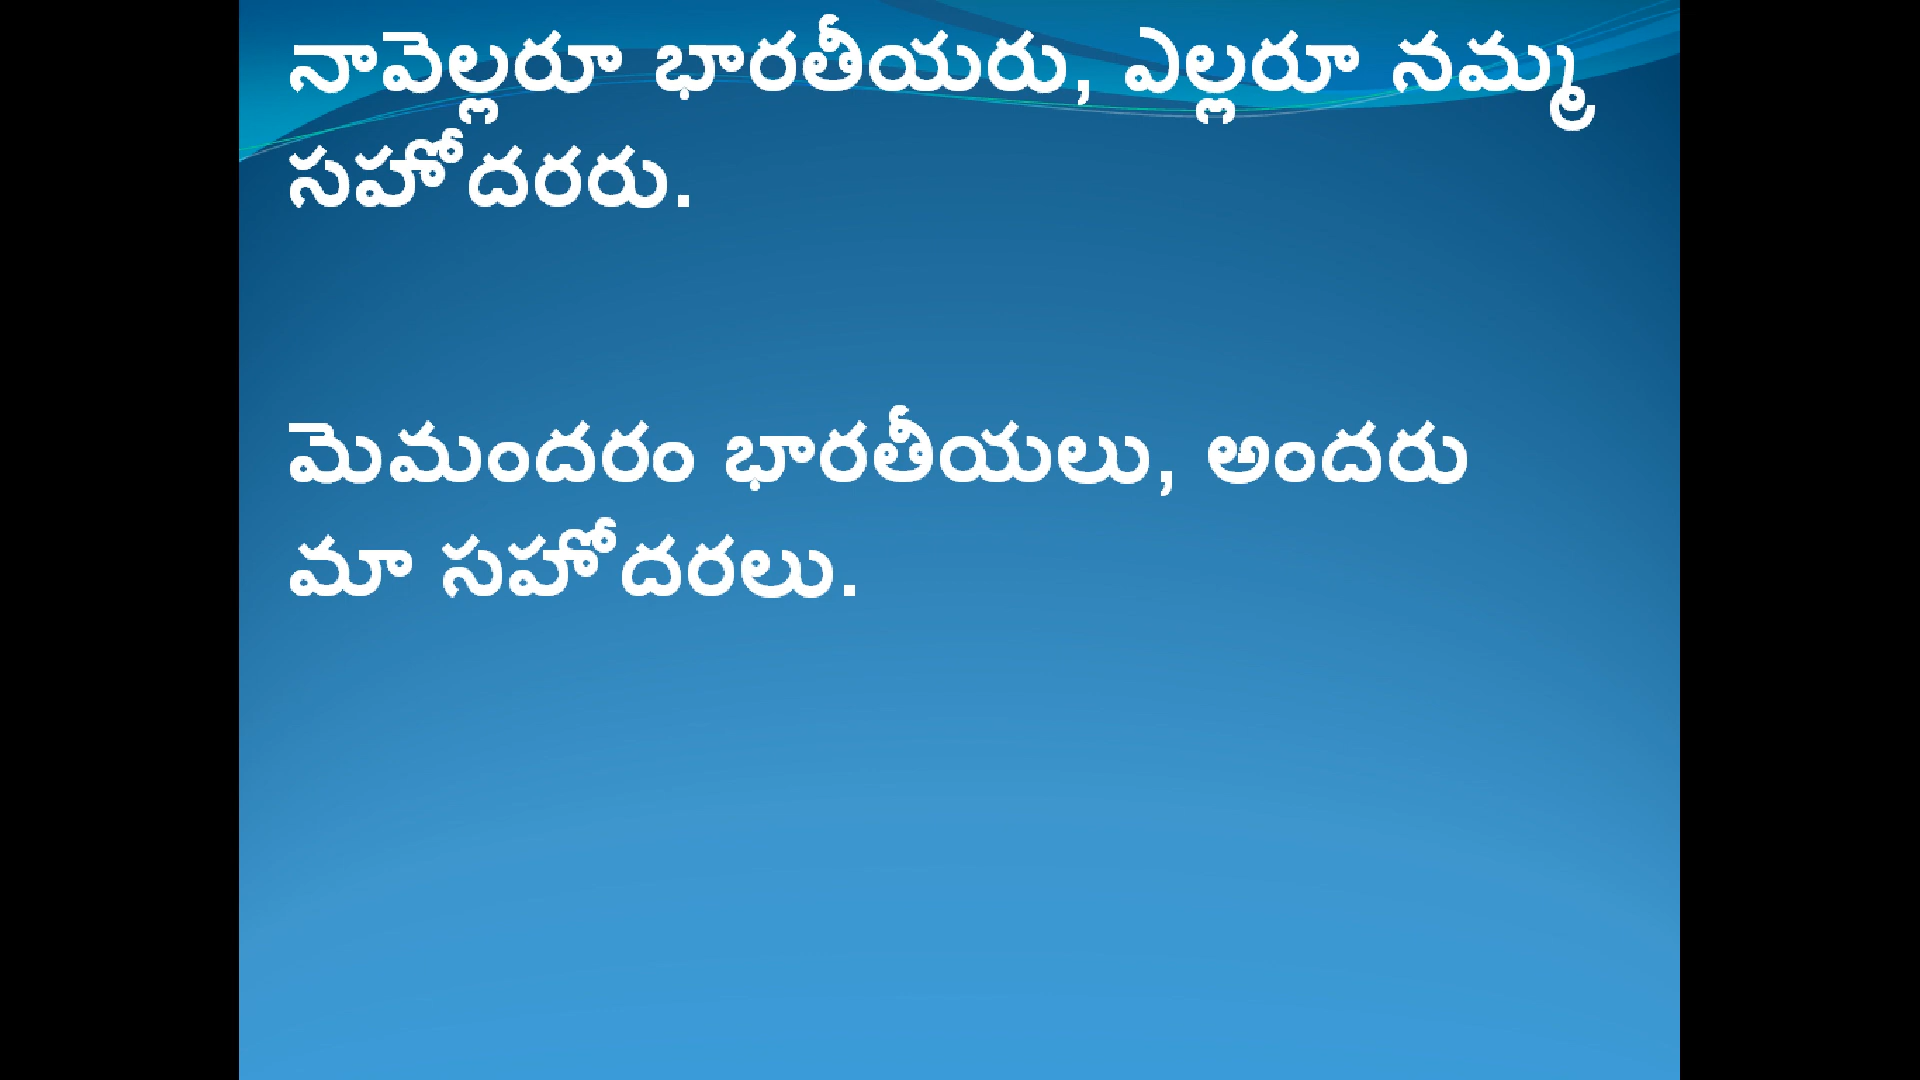 నావెల్లరూ భారతీయరు, ఎల్లరూ నమ్మ
సహోదరరు.
మెమందరం భారతీయలు, అందరు
మా సహోదరలు.